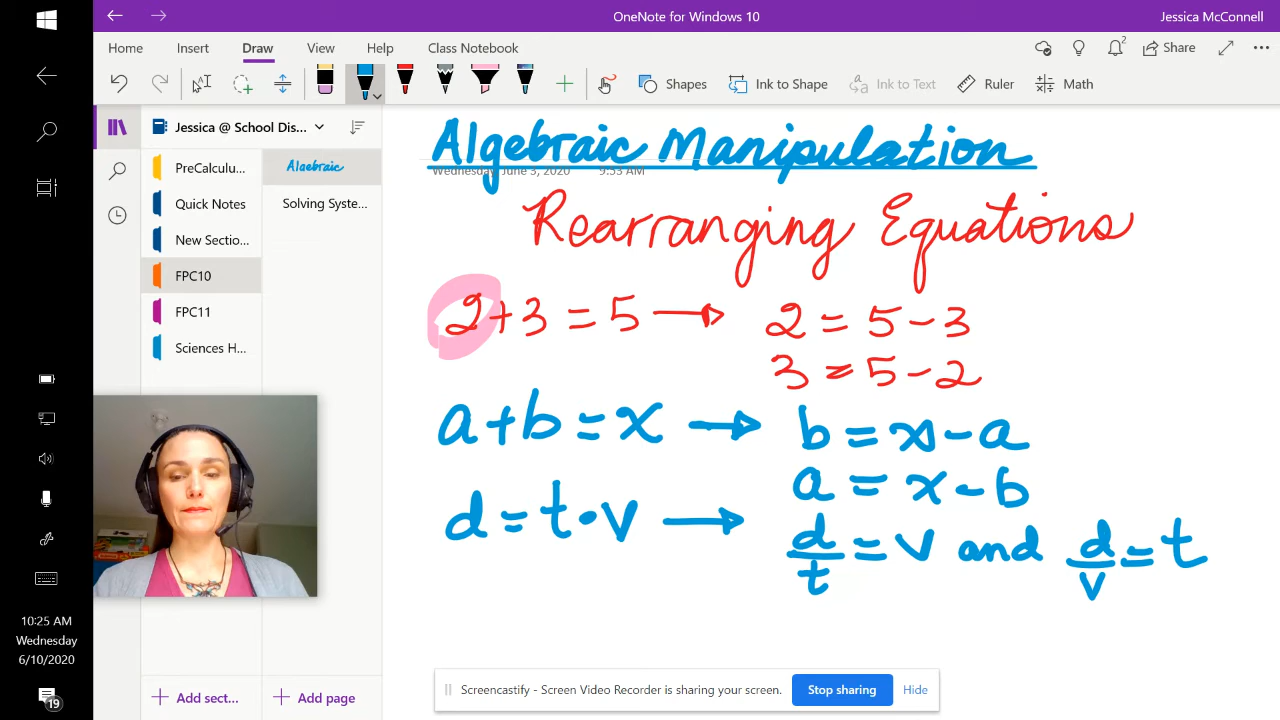 OneNote for Windows 10
Jessica McConnell
Home Insert Draw View Help Class Notebook
2 Share
Shapes Ink to Shape Ink to Text Ruler Math
Jessica @ School Dis...
PreCalculu...
Quick Notes
New Sectio...
FPC10
FPC11
Sciences H...
Algebraic
Solving Syste...
Algebraic Manipulation
Wednesday, June 3, 2020 9:53 AM
Rearranging Equations
2+3 = 5 → 2 = 5 - 3
3 = 5 - 2
a+b = x → b = x - a
a = x - b
d = t • v → d/t = v and d/v = t
10:25 AM
Wednesday
6/10/2020
19
+ Add sect... + Add page
Screencastify - Screen Video Recorder is sharing your screen. Stop sharing Hide